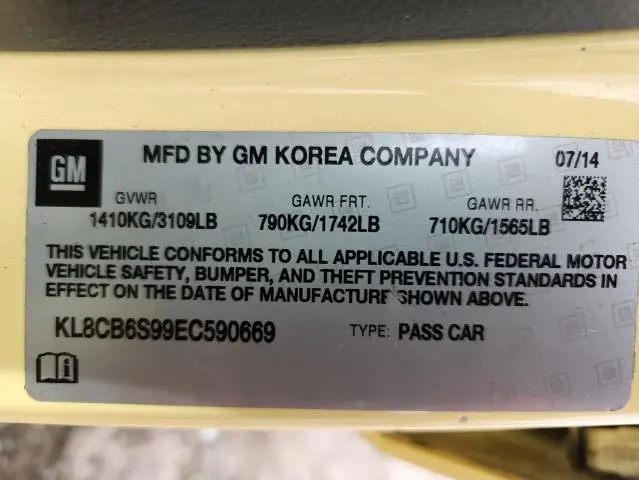 GM MFD BY GM KOREA COMPANY 07/14
GVWR GAWR FRT. GAWR RR.
1410KG/3109LB 790KG/1742LB 710KG/1565LB
THIS VEHICLE CONFORMS TO ALL APPLICABLE U.S. FEDERAL MOTOR
VEHICLE SAFETY, BUMPER, AND THEFT PREVENTION STANDARDS IN
EFFECT ON THE DATE OF MANUFACTURE SHOWN ABOVE.
KL8CB6S99EC590669 TYPE: PASS CAR